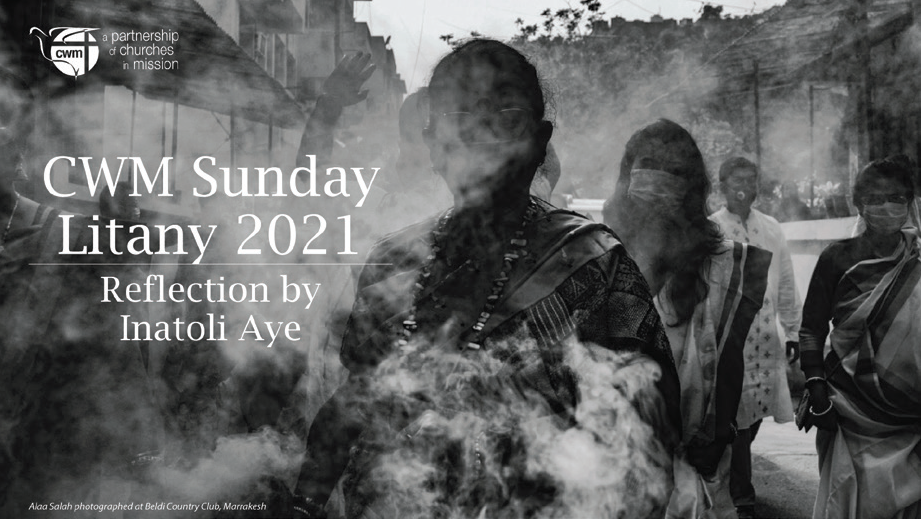 cwm
a partnership
of churches
in mission
CWM Sunday
Litany 2021
Reflection by
Inatoli Aye
Alaa Salah photographed at Beldi Country Club, Marrakesh